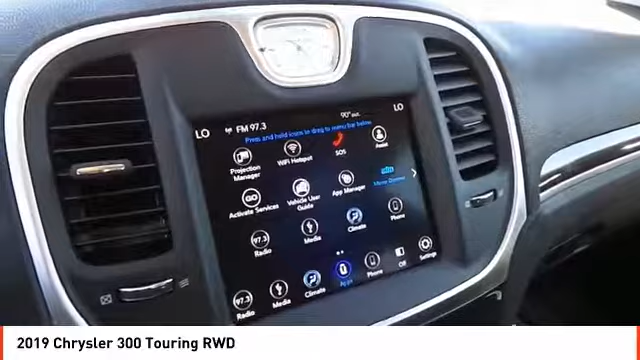 LO
FM 97.3
90° out
LO
Press and hold icons to drag to menu bar below
Projection Manager
WiFi Hotspot
SOS
Assist
GO
Activate Services
Vehicle User Guide
App Manager
97.3
Radio
Media
Climate
Phone
97.3
Radio
Media
Climate
Apps
Phone
Off
Settings
2019 Chrysler 300 Touring RWD